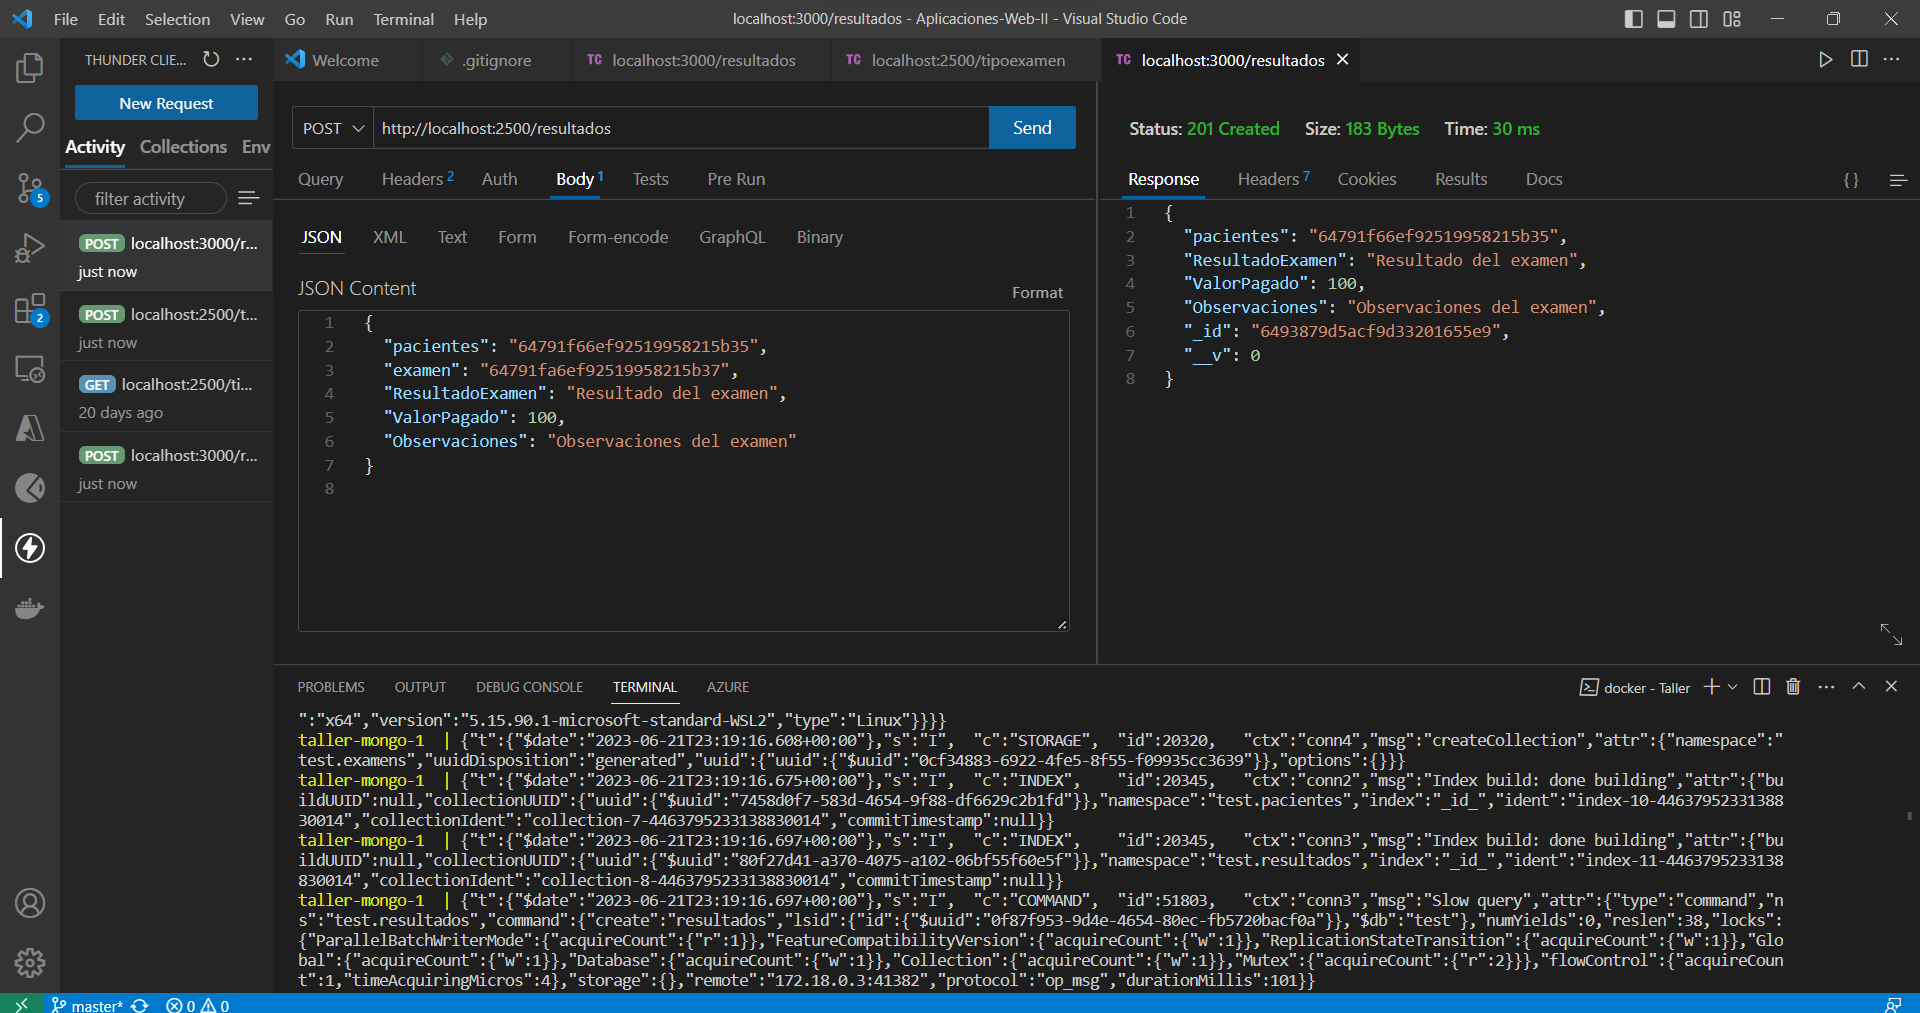 File Edit Selection View Go Run Terminal Help
localhost:3000/resultados - Aplicaciones-Web-II - Visual Studio Code
THUNDER CLIE... ...
Welcome
.gitignore
TC localhost:3000/resultados
TC localhost:2500/tipoexamen
TC localhost:3000/resultados
New Request
Activity Collections Env
filter activity
POST localhost:3000/r...
just now
POST localhost:2500/t...
just now
GET localhost:2500/ti...
20 days ago
POST localhost:3000/r...
just now
5
2
POST http://localhost:2500/resultados Send
Query Headers 2 Auth Body 1 Tests Pre Run
JSON XML Text Form Form-encode GraphQL Binary
JSON Content
Format
1 {
2 "pacientes": "64791f66ef92519958215b35",
3 "examen": "64791fa6ef92519958215b37",
4 "ResultadoExamen": "Resultado del examen",
5 "ValorPagado": 100,
6 "Observaciones": "Observaciones del examen"
7 }
8
Status: 201 Created Size: 183 Bytes Time: 30 ms
Response Headers 7 Cookies Results Docs { }
1 {
2 "pacientes": "64791f66ef92519958215b35",
3 "ResultadoExamen": "Resultado del examen",
4 "ValorPagado": 100,
5 "Observaciones": "Observaciones del examen",
6 "_id": "6493879d5acf9d33201655e9",
7 "__v": 0
8 }
PROBLEMS OUTPUT DEBUG CONSOLE TERMINAL AZURE
docker - Taller
":"x64","version":"5.15.90.1-microsoft-standard-WSL2","type":"Linux"}}}}
taller-mongo-1 | {"t":{"$date":"2023-06-21T23:19:16.608+00:00"},"s":"I", "c":"STORAGE", "id":20320, "ctx":"conn4","msg":"createCollection","attr":{"namespace":"
test.examens","uuidDisposition":"generated","uuid":{"uuid":{"$uuid":"0cf34883-6922-4fe5-8f55-f09935cc3639"}},"options":{}}}
taller-mongo-1 | {"t":{"$date":"2023-06-21T23:19:16.675+00:00"},"s":"I", "c":"INDEX", "id":20345, "ctx":"conn2","msg":"Index build: done building","attr":{"bu
ildUUID":null,"collectionUUID":{"uuid":{"$uuid":"7458d0f7-583d-4654-9f88-df6629c2b1fd"}},"namespace":"test.pacientes","index":"_id_","ident":"index-10-44637952331388
30014","collectionIdent":"collection-7-4463795233138830014","commitTimestamp":null}}
taller-mongo-1 | {"t":{"$date":"2023-06-21T23:19:16.697+00:00"},"s":"I", "c":"INDEX", "id":20345, "ctx":"conn3","msg":"Index build: done building","attr":{"bu
ildUUID":null,"collectionUUID":{"uuid":{"$uuid":"80f27d41-a370-4075-a102-06bf55f60e5f"}},"namespace":"test.resultados","index":"_id_","ident":"index-11-4463795233138
830014","collectionIdent":"collection-8-4463795233138830014","commitTimestamp":null}}
taller-mongo-1 | {"t":{"$date":"2023-06-21T23:19:16.697+00:00"},"s":"I", "c":"COMMAND", "id":51803, "ctx":"conn3","msg":"Slow query","attr":{"type":"command","n
s":"test.resultados","command":{"create":"resultados","lsid":{"id":{"$uuid":"0f87f953-9d4e-4654-80ec-fb5720bacf0a"}},"$db":"test"},"numYields":0,"reslen":38,"locks":
{"ParallelBatchWriterMode":{"acquireCount":{"r":1}},"FeatureCompatibilityVersion":{"acquireCount":{"w":1}},"ReplicationStateTransition":{"acquireCount":{"w":1}},"Glo
bal":{"acquireCount":{"w":1}},"Database":{"acquireCount":{"w":1}},"Collection":{"acquireCount":{"w":1}},"Mutex":{"acquireCount":{"r":2}}},"flowControl":{"acquireCoun
t":1,"timeAcquiringMicros":4},"storage":{},"remote":"172.18.0.3:41382","protocol":"op_msg","durationMillis":101}}
master* 0 0